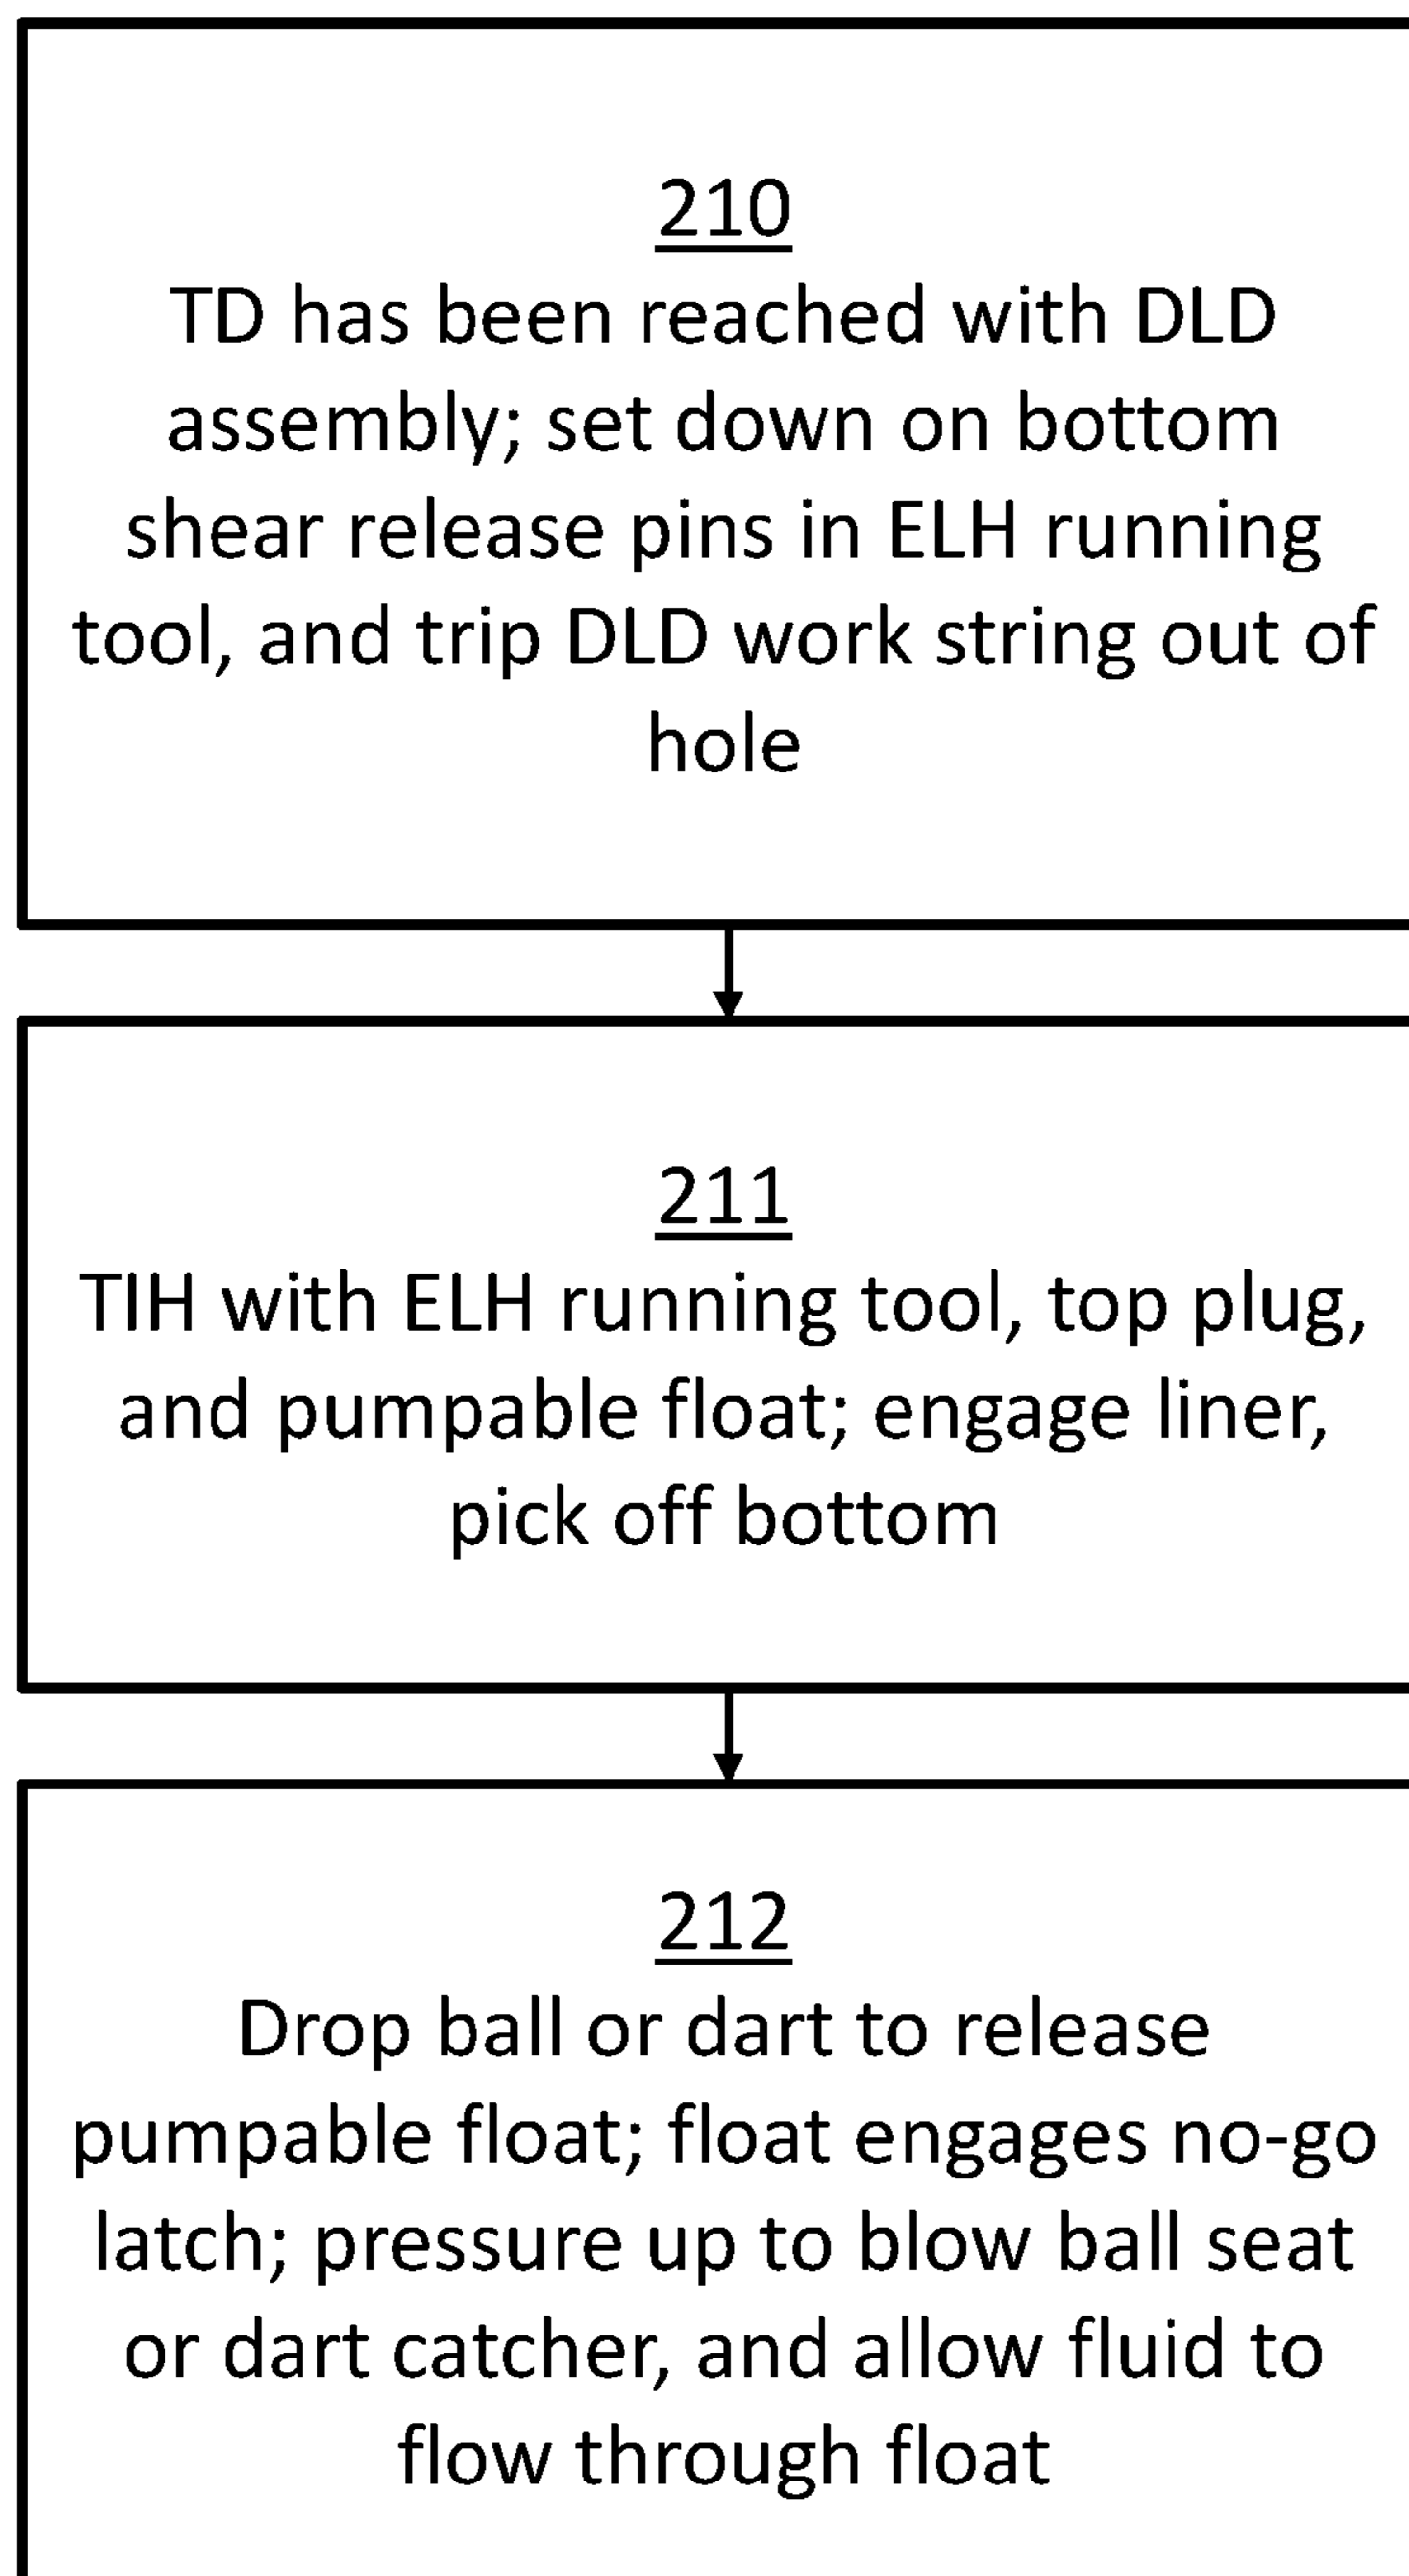 210
TD has been reached with DLD
assembly; set down on bottom
shear release pins in ELH running
tool, and trip DLD work string out of
hole
211
TIH with ELH running tool, top plug,
and pumpable float; engage liner,
pick off bottom
212
Drop ball or dart to release
pumpable float; float engages no-go
latch; pressure up to blow ball seat
or dart catcher, and allow fluid to
flow through float